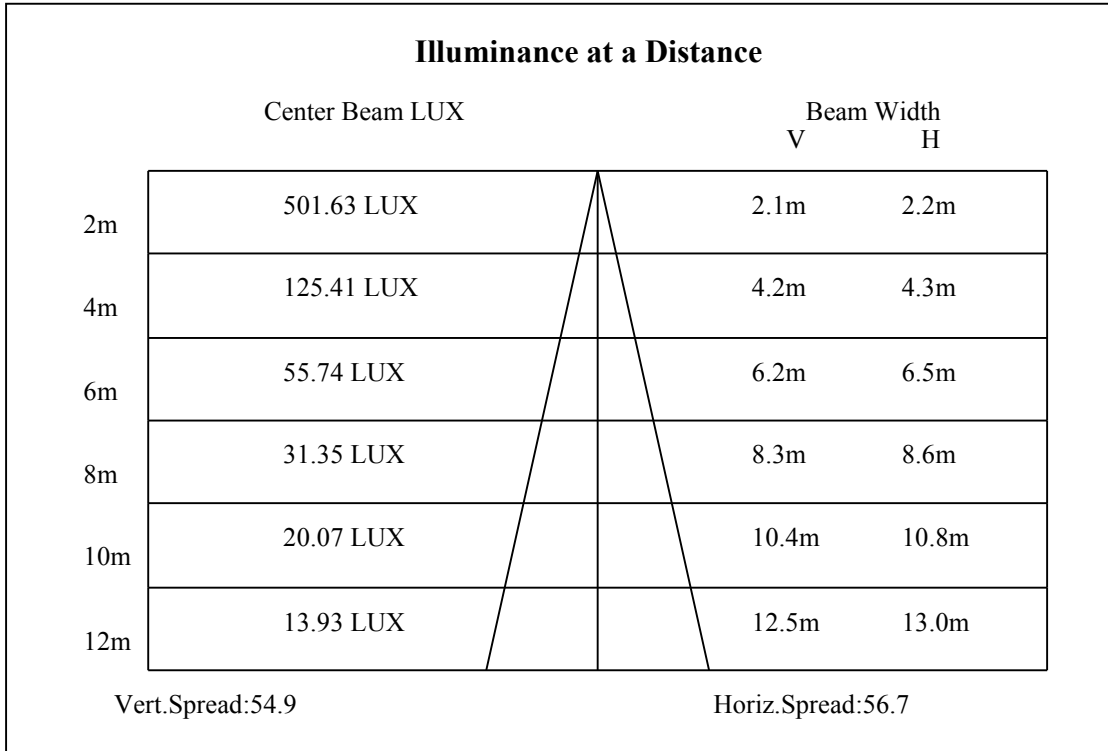 Illuminance at a Distance
Center Beam LUX Beam Width
V H
2m 501.63 LUX 2.1m 2.2m
4m 125.41 LUX 4.2m 4.3m
6m 55.74 LUX 6.2m 6.5m
8m 31.35 LUX 8.3m 8.6m
10m 20.07 LUX 10.4m 10.8m
12m 13.93 LUX 12.5m 13.0m
Vert.Spread:54.9 Horiz.Spread:56.7